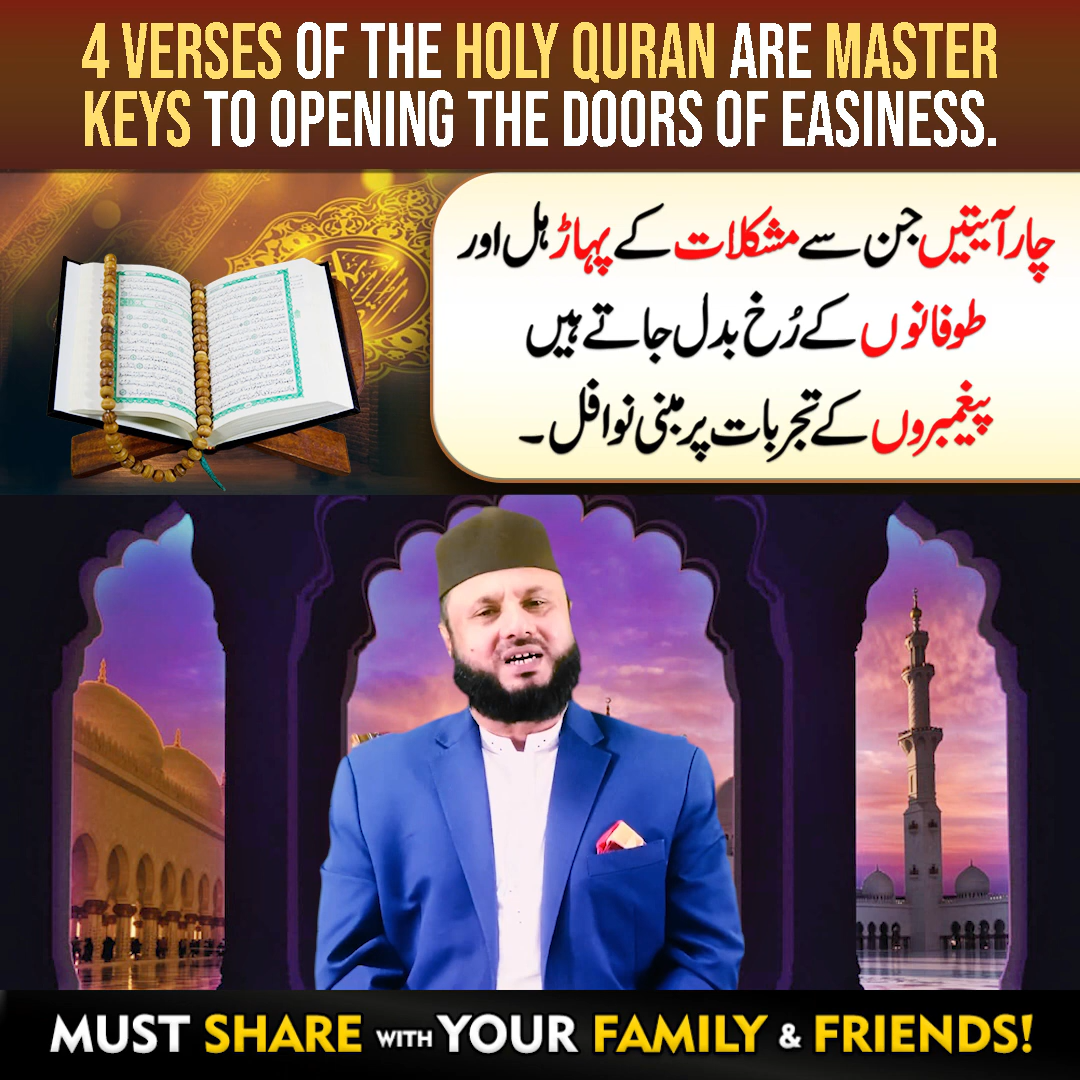 4 VERSES OF THE HOLY QURAN ARE MASTER
KEYS TO OPENING THE DOORS OF EASINESS.
چار آیتیں جن سے مشکلات کے پہاڑ ہل اور
طوفانوں کے رُخ بدل جاتے ہیں
پیغمبروں کے تجربات پر مبنی نوافل۔
MUST SHARE WITH YOUR FAMILY & FRIENDS!